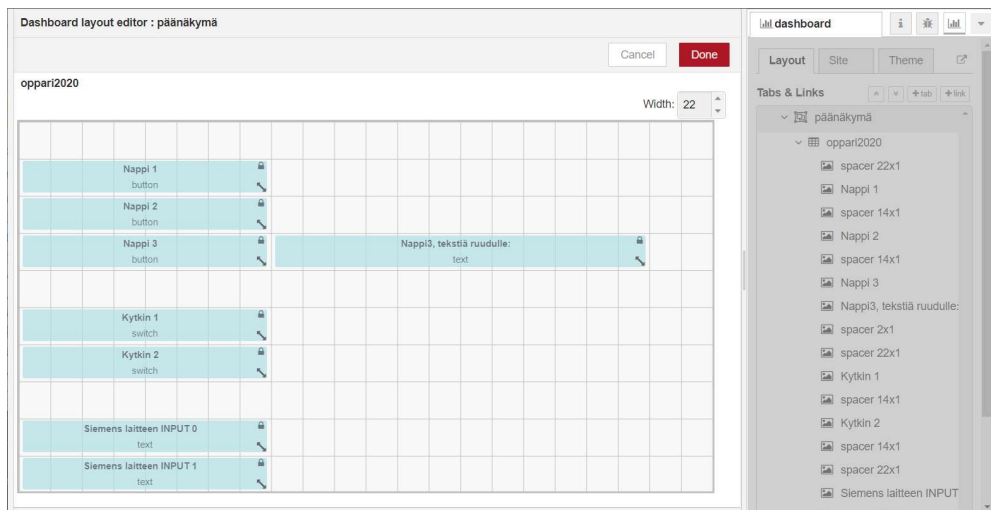 Dashboard layout editor : päänäkymä
Cancel
Done
oppari2020
Width: 22
Nappi 1
button
Nappi 2
button
Nappi 3
button
Nappi3, tekstiä ruudulle:
text
Kytkin 1
switch
Kytkin 2
switch
Siemens laitteen INPUT 0
text
Siemens laitteen INPUT 1
text
dashboard
i
Layout
Site
Theme
Tabs & Links
+tab
+link
päänäkymä
oppari2020
spacer 22x1
Nappi 1
spacer 14x1
Nappi 2
spacer 14x1
Nappi 3
Nappi3, tekstiä ruudulle:
spacer 2x1
spacer 22x1
Kytkin 1
spacer 14x1
Kytkin 2
spacer 14x1
spacer 22x1
Siemens laitteen INPUT